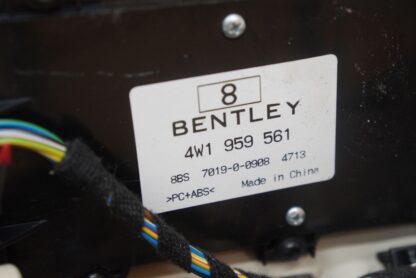 8
BENTLEY
4W1 959 561
8BS 7019-0-0908 4713
>PC+ABS< Made in China